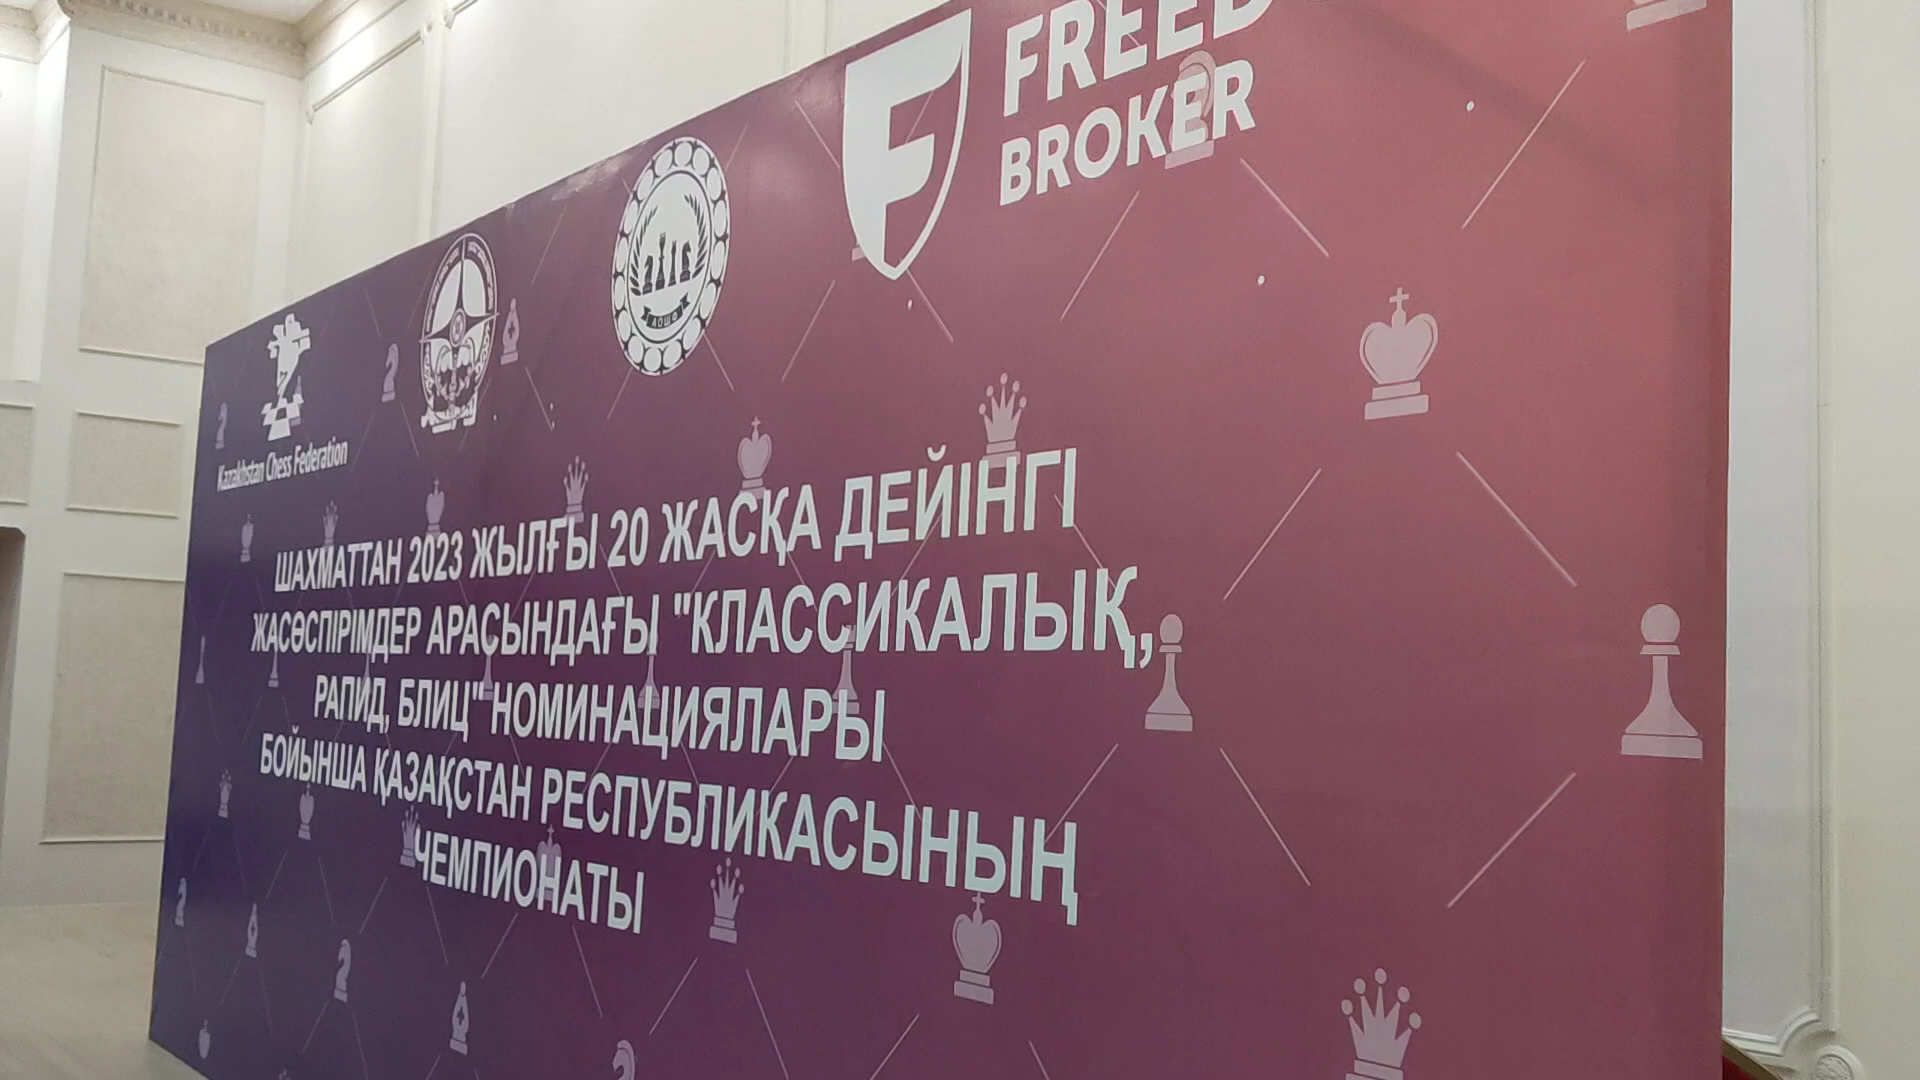 FREED
BROKER
АОШФ
Kazakhstan Chess Federation
ШАХМАТТАН 2023 ЖЫЛҒЫ 20 ЖАСҚА ДЕЙІНГІ
ЖАСӨСПІРІМДЕР АРАСЫНДАҒЫ "КЛАССИКАЛЫҚ,
РАПИД, БЛИЦ" НОМИНАЦИЯЛАРЫ
БОЙЫНША ҚАЗАҚСТАН РЕСПУБЛИКАСЫНЫҢ
ЧЕМПИОНАТЫ